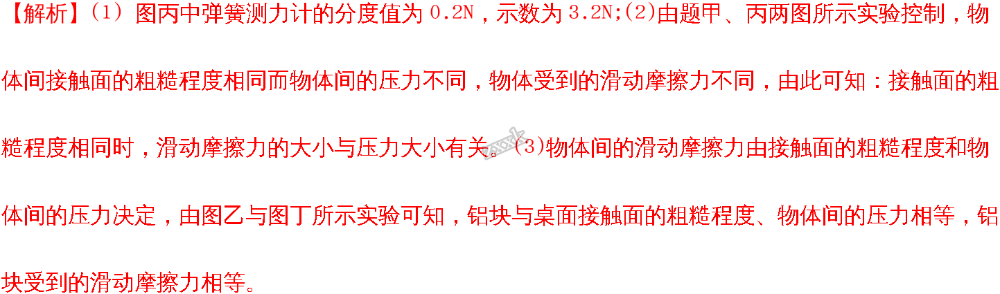 【解析】(1) 图丙中弹簧测力计的分度值为 0.2N，示数为 3.2N;(2)由题甲、丙两图所示实验控制，物
体间接触面的粗糙程度相同而物体间的压力不同，物体受到的滑动摩擦力不同，由此可知：接触面的粗
糙程度相同时，滑动摩擦力的大小与压力大小有关。(3)物体间的滑动摩擦力由接触面的粗糙程度和物
体间的压力决定，由图乙与图丁所示实验可知，铝块与桌面接触面的粗糙程度、物体间的压力相等，铝
块受到的滑动摩擦力相等。